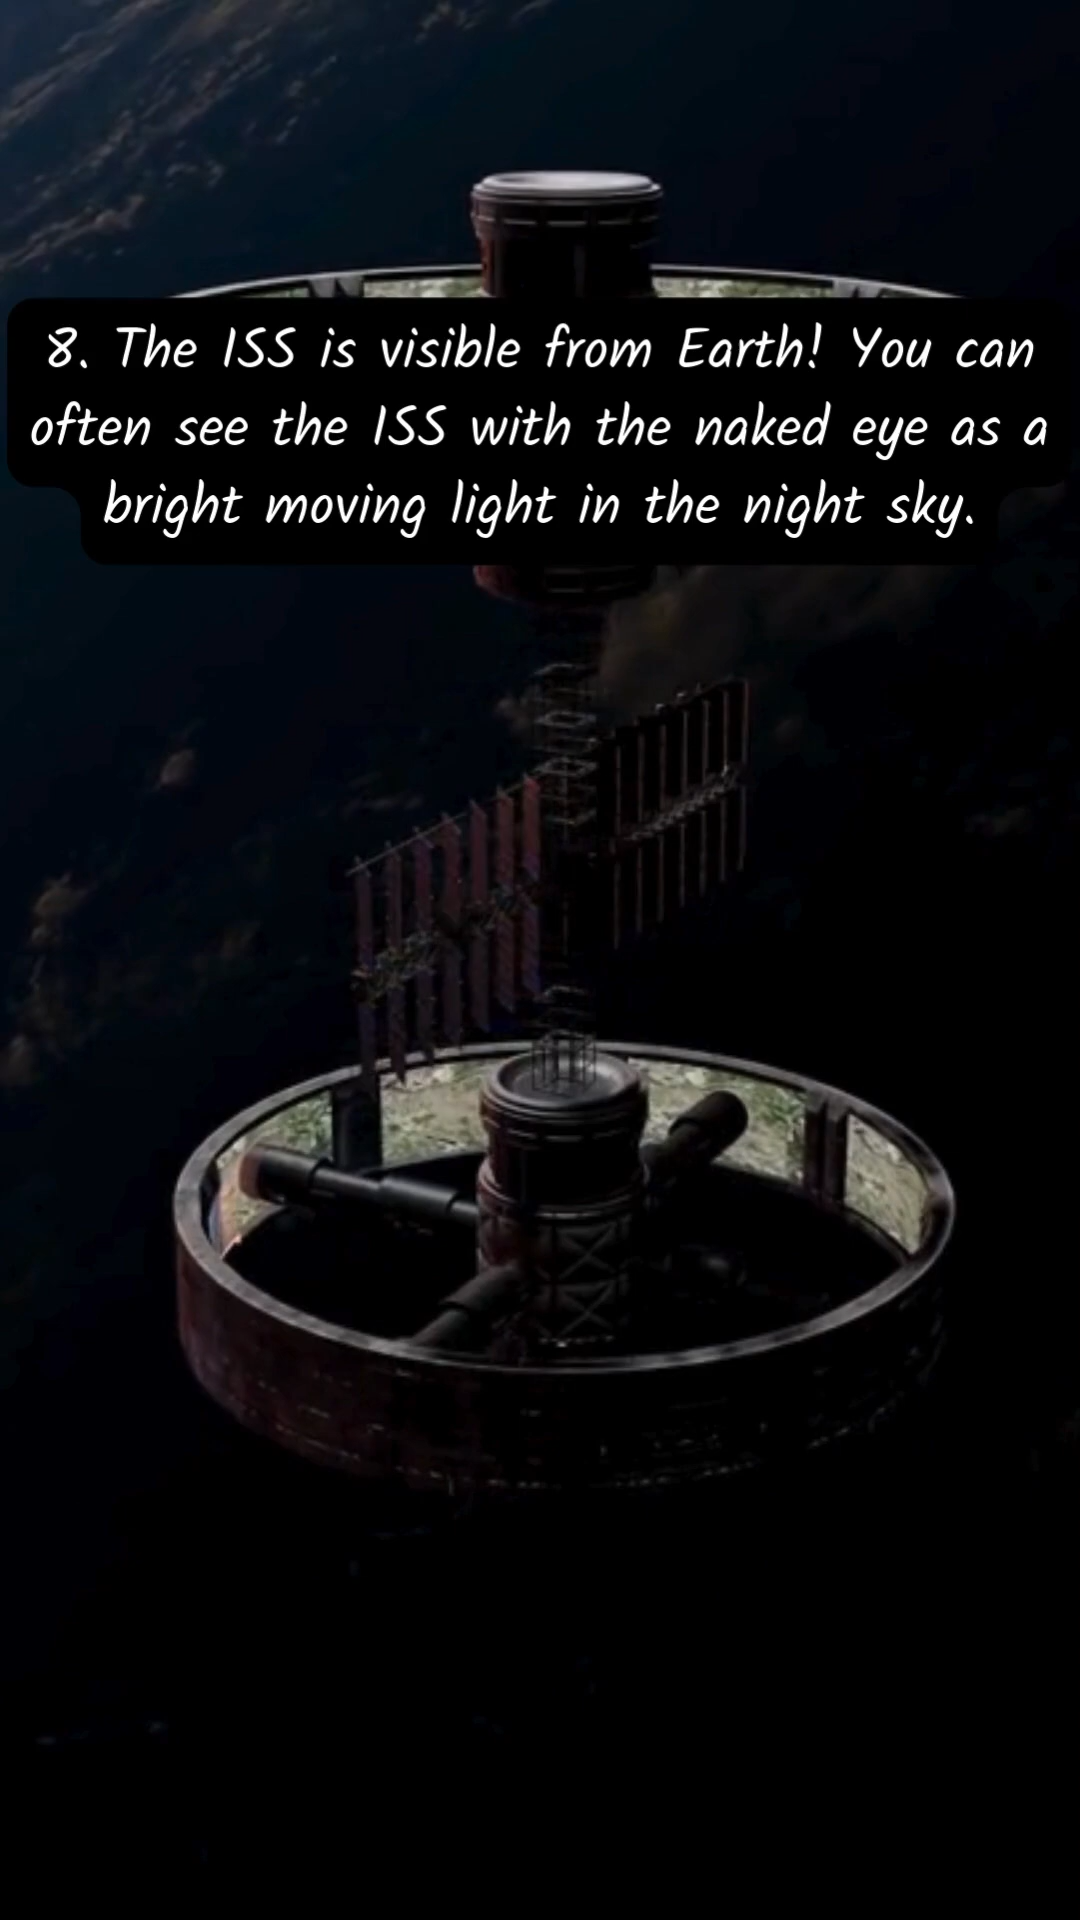 8. The ISS is visible from Earth! You can
often see the ISS with the naked eye as a
bright moving light in the night sky.